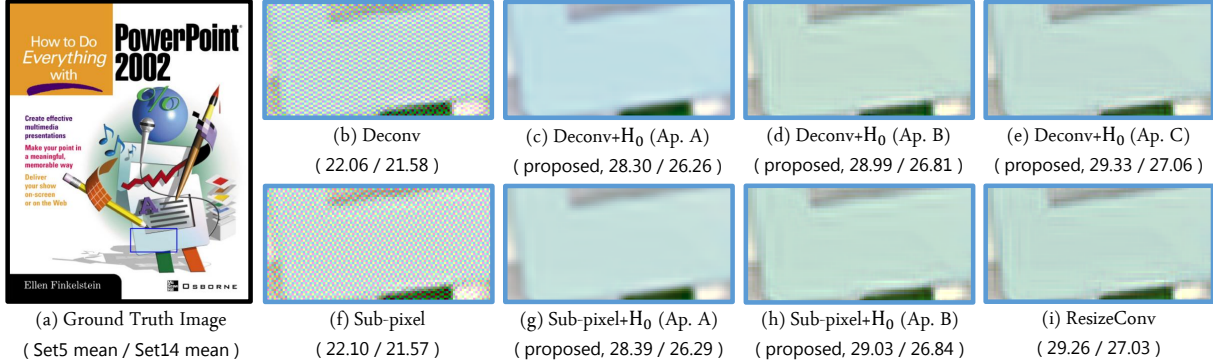 How to Do
Everything
with
PowerPoint®
2002
Create effective
multimedia
presentations
Make your point in
a meaningful,
memorable way
Deliver
your show
on-screen
or on the Web
Ellen Finkelstein
OSBORNE
(a) Ground Truth Image
( Set5 mean / Set14 mean )
(b) Deconv
( 22.06 / 21.58 )
(c) Deconv+H₀ (Ap. A)
( proposed, 28.30 / 26.26 )
(d) Deconv+H₀ (Ap. B)
( proposed, 28.99 / 26.81 )
(e) Deconv+H₀ (Ap. C)
( proposed, 29.33 / 27.06 )
(f) Sub-pixel
( 22.10 / 21.57 )
(g) Sub-pixel+H₀ (Ap. A)
( proposed, 28.39 / 26.29 )
(h) Sub-pixel+H₀ (Ap. B)
( proposed, 29.03 / 26.84 )
(i) ResizeConv
( 29.26 / 27.03 )